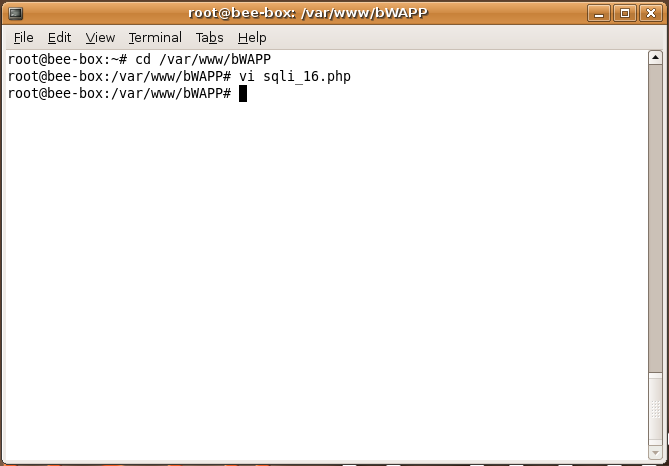 root@bee-box: /var/www/bWAPP
File Edit View Terminal Tabs Help
root@bee-box:~# cd /var/www/bWAPP
root@bee-box:/var/www/bWAPP# vi sqli_16.php
root@bee-box:/var/www/bWAPP#